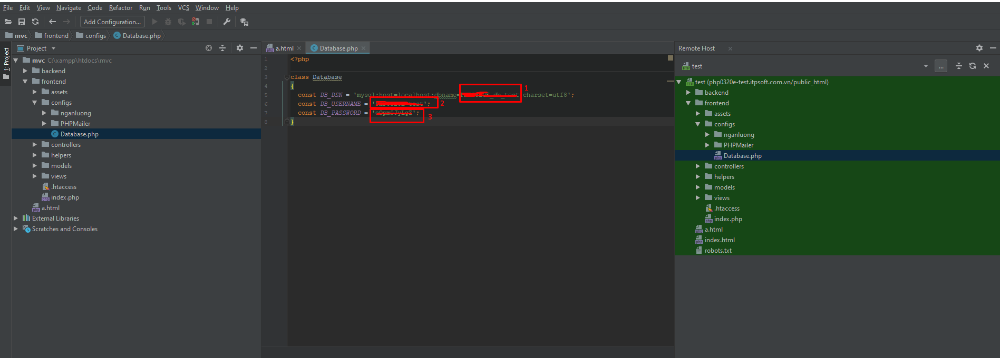 File Edit View Navigate Code Refactor Run Tools VCS Window Help
Add Configuration...
mvc frontend configs Database.php
1: Project
Project
mvc C:\xampp\htdocs\mvc
backend
frontend
assets
configs
nganluong
PHPMailer
Database.php
controllers
helpers
models
views
.htaccess
index.php
a.html
External Libraries
Scratches and Consoles
a.html Database.php
1 <?php
2
3 class Database
4 {
5 const DB_DSN = 'mysql:host=localhost;dbname= charset=utf8';
6 const DB_USERNAME = ' ';
7 const DB_PASSWORD = ' ';
8 }
1
2
3
Remote Host
test
...
test (php0320e-test.itpsoft.com.vn/public_html)
backend
frontend
assets
configs
nganluong
PHPMailer
Database.php
controllers
helpers
models
views
.htaccess
index.php
a.html
index.html
robots.txt